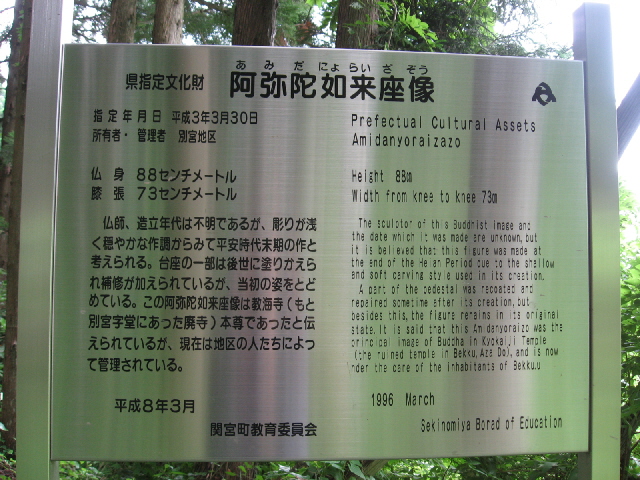 あみだにょらいざぞう
県指定文化財 阿弥陀如来座像
指定年月日 平成3年3月30日
所有者・管理者 別宮地区
仏身 88センチメートル
膝張 73センチメートル
仏師、造立年代は不明であるが、彫りが浅
く穏やかな作調からみて平安時代末期の作と
考えられる。台座の一部は後世に塗りかえら
れ補修が加えられているが、当初の姿をとど
めている。この阿弥陀如来座像は教海寺(もと
別宮字堂にあった廃寺)本尊であったと伝
えられているが、現在は地区の人たちによっ
て管理されている。
平成8年3月
関宮町教育委員会
Prefectual Cultural Assets
Amidanyoraizazo
Height 88m
Width from knee to knee 73m
The sculptor of this Buddhist image and
the date which it was made are unknown, but
it is believed that this figure was made at
the end of the Heian Period due to the shallow
and soft carving style used in its creation.
A part of the pedestal was recoated and
repaired sometime after its creation, but
besides this, the figure remains in its original
state. It is said that this Amidanyorazo was the
principal image of Buddha in Kyokaiji Temple
(the ruined temple in Bekku, Aza Do), and is now
nder the care of the inhabitants of Bekku.u
1996 March
Sekinomiya Borad of Education